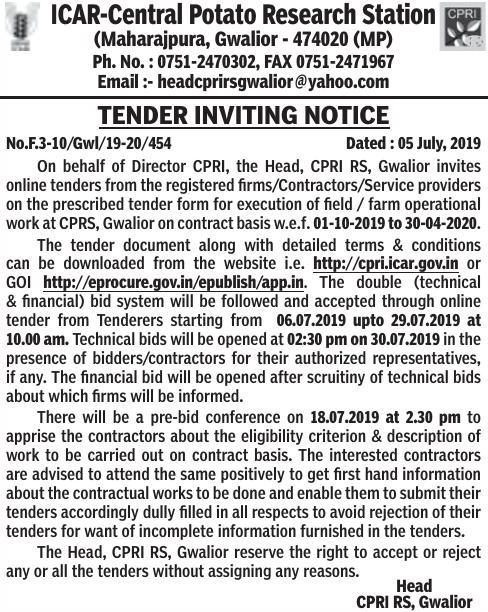 ICAR-Central Potato Research Station
CPRI
(Maharajpura, Gwalior - 474020 (MP)
Ph. No. : 0751-2470302, FAX 0751-2471967
Email :- headcprirsgwalior@yahoo.com
TENDER INVITING NOTICE
No.F.3-10/Gwl/19-20/454 Dated : 05 July, 2019
On behalf of Director CPRI, the Head, CPRI RS, Gwalior invites
online tenders from the registered firms/Contractors/Service providers
on the prescribed tender form for execution of field / farm operational
work at CPRS, Gwalior on contract basis w.e.f. 01-10-2019 to 30-04-2020.
The tender document along with detailed terms & conditions
can be downloaded from the website i.e. http://cpri.icar.gov.in or
GOI http://eprocure.gov.in/epublish/app.in. The double (technical
& financial) bid system will be followed and accepted through online
tender from Tenderers starting from 06.07.2019 upto 29.07.2019 at
10.00 am. Technical bids will be opened at 02:30 pm on 30.07.2019 in the
presence of bidders/contractors for their authorized representatives,
if any. The financial bid will be opened after scruitiny of technical bids
about which firms will be informed.
There will be a pre-bid conference on 18.07.2019 at 2.30 pm to
apprise the contractors about the eligibility criterion & description of
work to be carried out on contract basis. The interested contractors
are advised to attend the same positively to get first hand information
about the contractual works to be done and enable them to submit their
tenders accordingly dully filled in all respects to avoid rejection of their
tenders for want of incomplete information furnished in the tenders.
The Head, CPRI RS, Gwalior reserve the right to accept or reject
any or all the tenders without assigning any reasons.
Head
CPRI RS, Gwalior